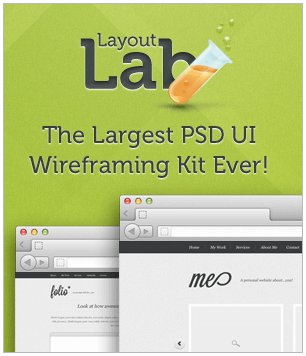 Layout
Lab
The Largest PSD UI
Wireframing Kit Ever!
Home My Work Services About Me Contact
meo
A personal website about...you!
folio
Look at how awesome